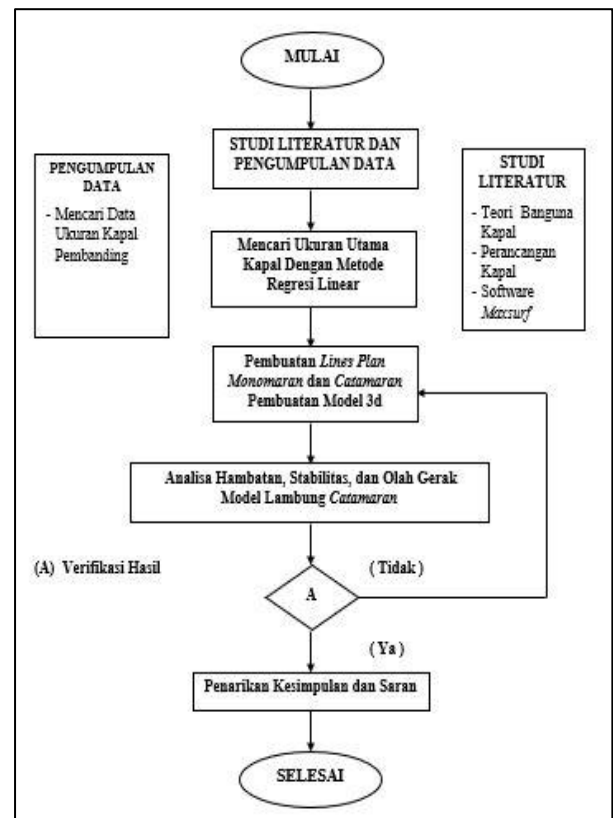 MULAI
STUDI LITERATUR DAN
PENGUMPULAN DATA
PENGUMPULAN
DATA
- Mencari Data
Ukuran Kapal
Pembanding
STUDI
LITERATUR
- Teori Banguna
Kapal
- Perancangan
Kapal
- Software
Maxsurf
Mencari Ukuran Utama
Kapal Dengan Metode
Regresi Linear
Pembuatan Lines Plan
Monomaran dan Catamaran
Pembuatan Model 3d
Analisa Hambatan, Stabilitas, dan Olah Gerak
Model Lambung Catamaran
(A) Verifikasi Hasil
( Tidak )
A
( Ya )
Penarikan Kesimpulan dan Saran
SELESAI